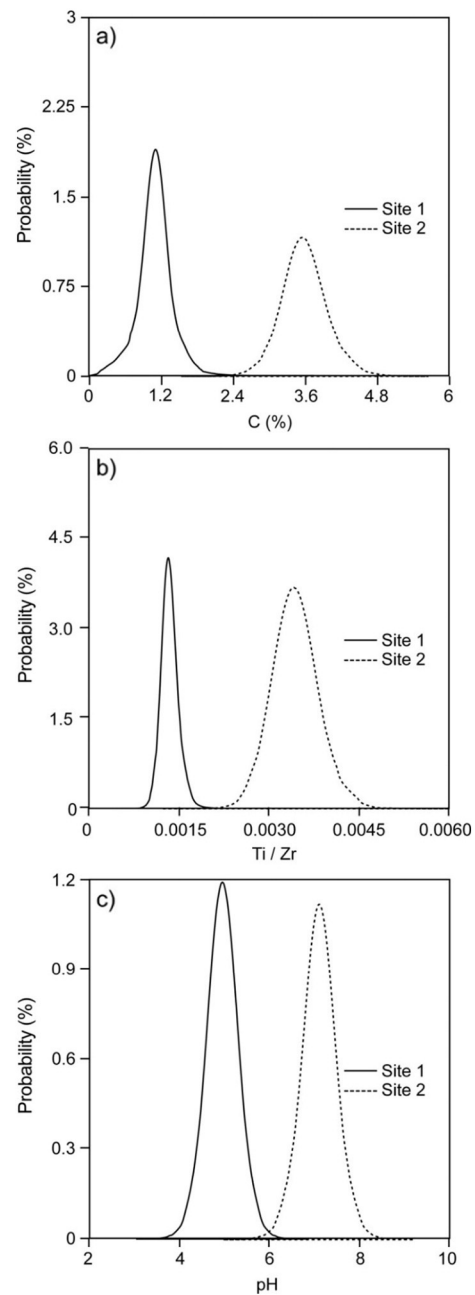 a)
3
2.25
1.5
0.75
0
Probability (%)
Site 1
Site 2
0 1.2 2.4 3.6 4.8 6
C (%)
b)
6.0
4.5
3.0
1.5
0
Probability (%)
Site 1
Site 2
0 0.0015 0.0030 0.0045 0.0060
Ti / Zr
c)
1.2
0.9
0.6
0.3
0
Probability (%)
Site 1
Site 2
2 4 6 8 10
pH